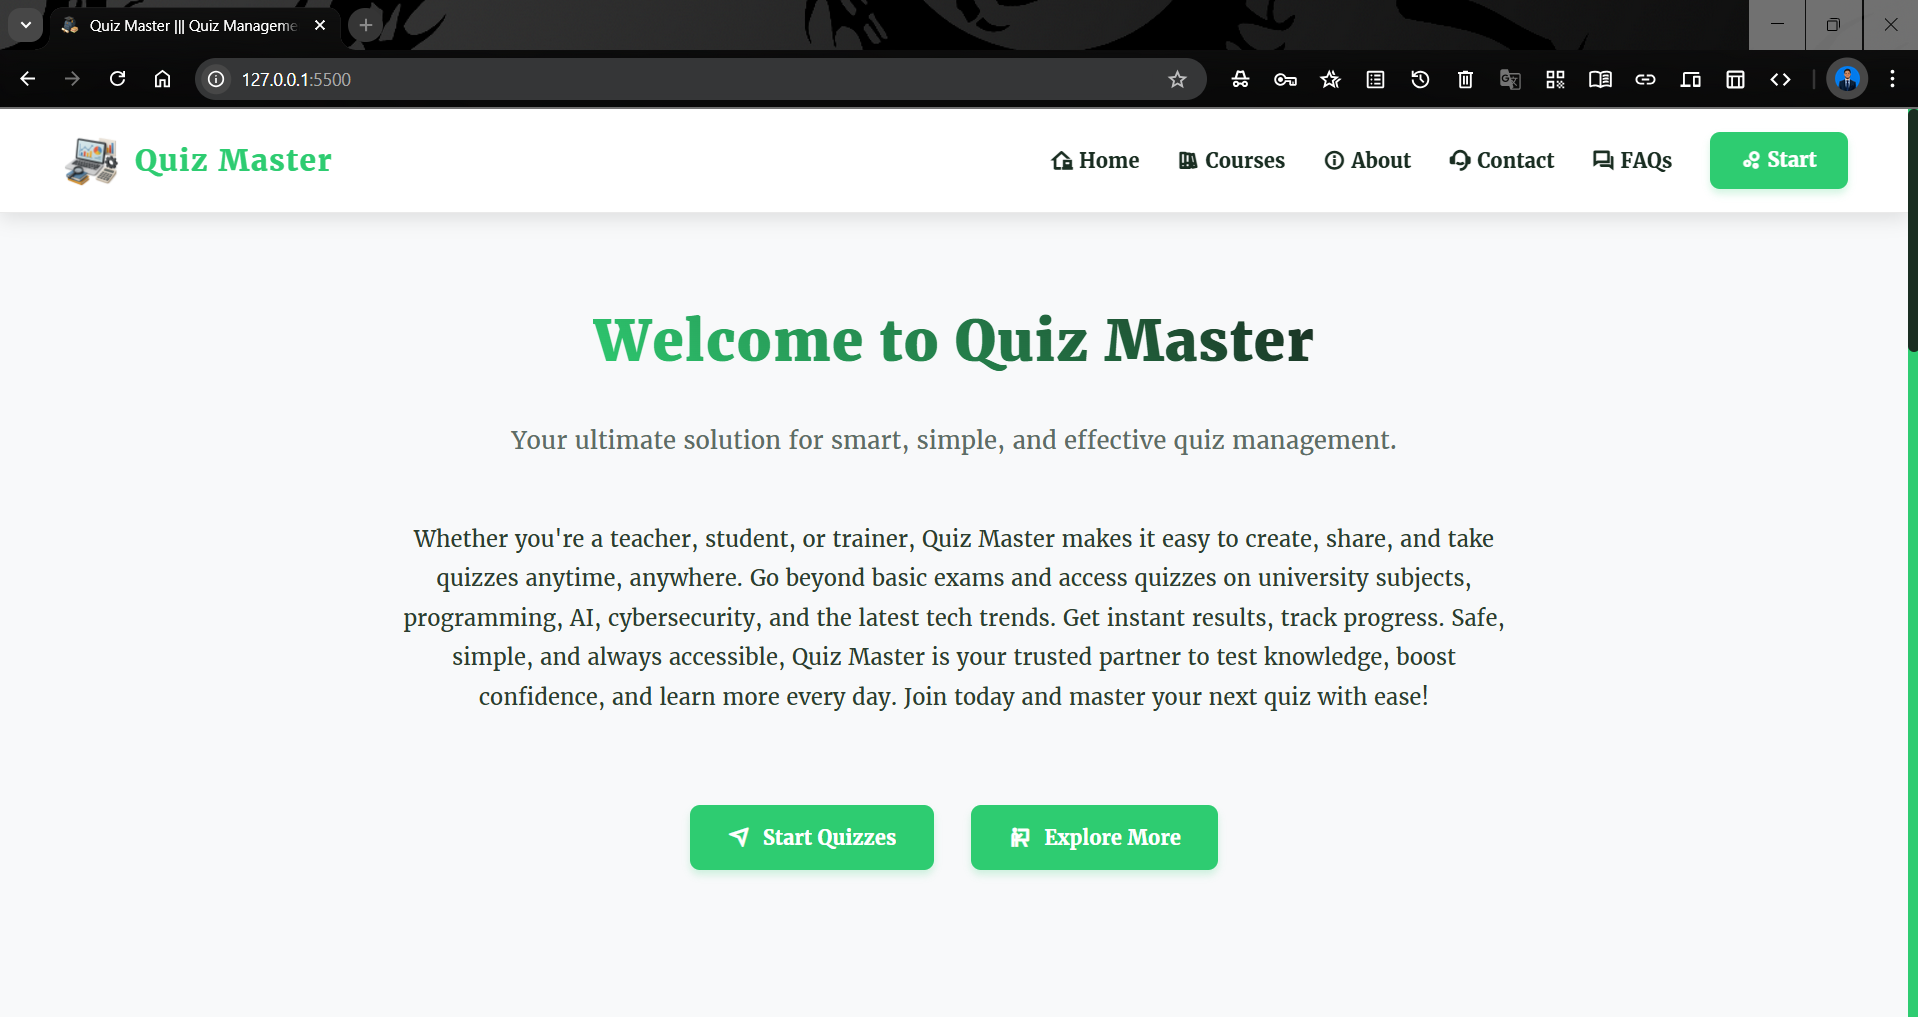 Quiz Master ||| Quiz Manageme
127.0.0.1:5500
Quiz Master
Home Courses About Contact FAQs Start
Welcome to Quiz Master
Your ultimate solution for smart, simple, and effective quiz management.
Whether you're a teacher, student, or trainer, Quiz Master makes it easy to create, share, and take
quizzes anytime, anywhere. Go beyond basic exams and access quizzes on university subjects,
programming, AI, cybersecurity, and the latest tech trends. Get instant results, track progress. Safe,
simple, and always accessible, Quiz Master is your trusted partner to test knowledge, boost
confidence, and learn more every day. Join today and master your next quiz with ease!
Start Quizzes
Explore More